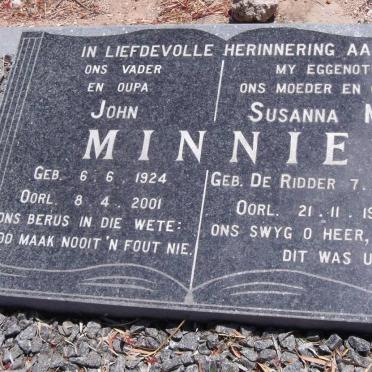 IN LIEFDEVOLLE HERINNERING AA
ONS VADER
EN OUPA
JOHN
MY EGGENOT
ONS MOEDER EN
SUSANNA
MINNIE
GEB. 6.6.1924
OORL. 8.4.2001
ONS BERUS IN DIE WETE:
MAAK NOOIT 'N FOUT NIE.
GEB. DE RIDDER 7.
OORL. 21.11.19
ONS SWYG O HEER,
DIT WAS U